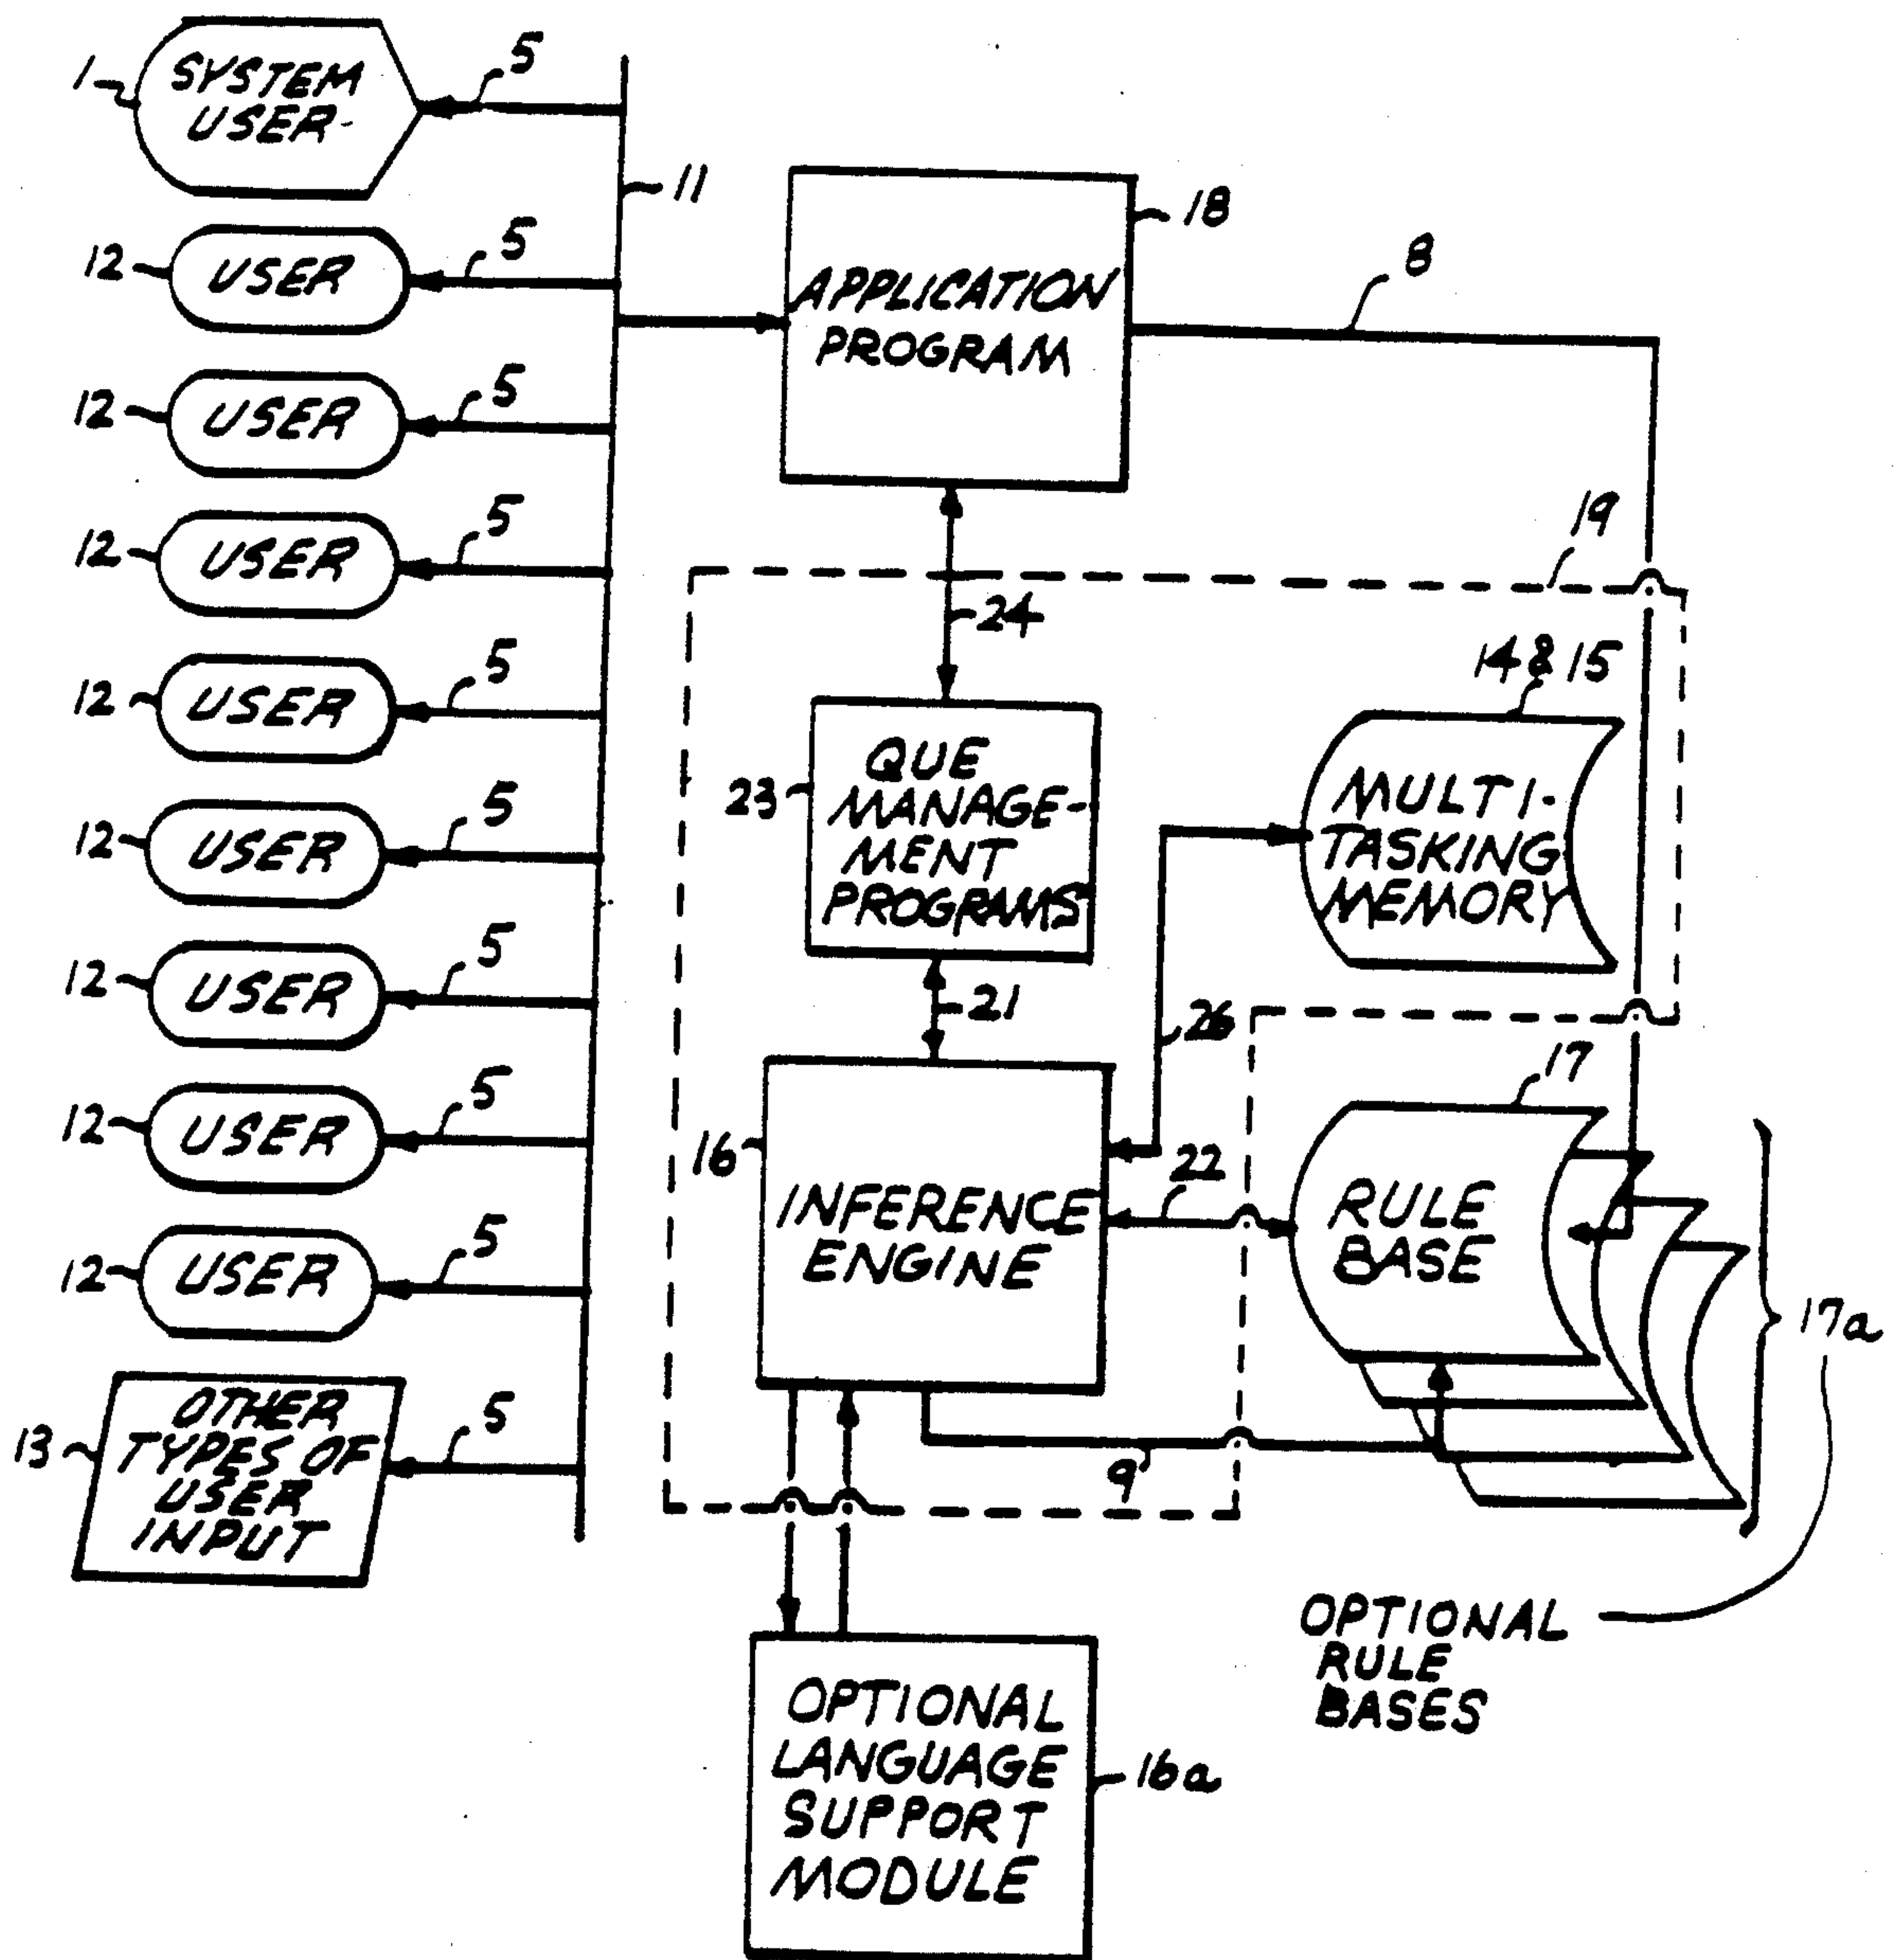 1
SYSTEM
USER
5
11
12
USER
5
12
USER
5
12
USER
5
12
USER
5
12
USER
5
12
USER
5
12
USER
5
12
USER
5
13
OTHER
TYPES OF
USER
INPUT
5
APPLICATION
PROGRAM
18
8
19
24
14 & 15
23
QUE
MANAGE-
MENT
PROGRAMS
MULTI-
TASKING
MEMORY
21
26
17
16
INFERENCE
ENGINE
22
RULE
BASE
17a
9
OPTIONAL
RULE
BASES
OPTIONAL
LANGUAGE
SUPPORT
MODULE
16a